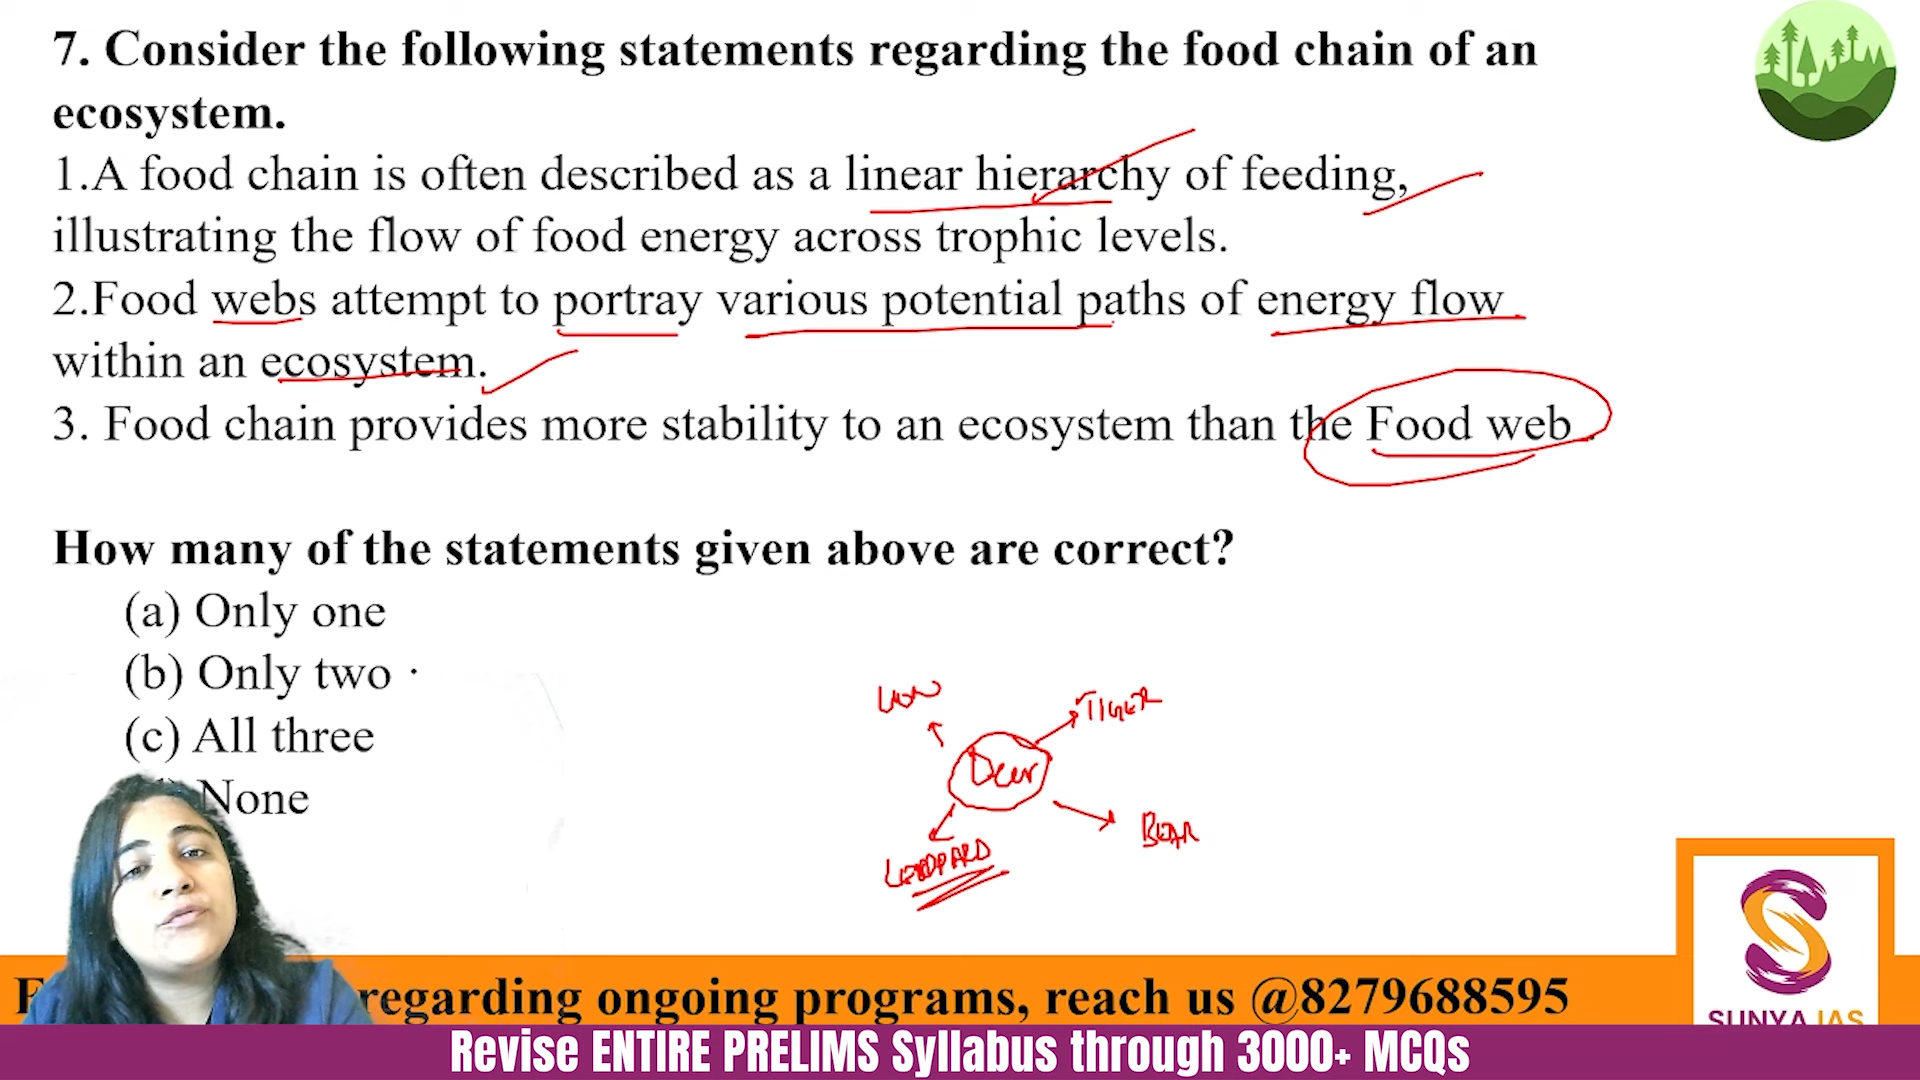 7. Consider the following statements regarding the food chain of an
ecosystem.
1.A food chain is often described as a linear hierarchy of feeding,
illustrating the flow of food energy across trophic levels.
2.Food webs attempt to portray various potential paths of energy flow
within an ecosystem.
3. Food chain provides more stability to an ecosystem than the Food web.
How many of the statements given above are correct?
(a) Only one
(b) Only two
(c) All three
None
LION
TIGER
Deer
BEAR
LEOPARD
regarding ongoing programs, reach us @8279688595
SUNYA IAS
Revise ENTIRE PRELIMS Syllabus through 3000+ MCQs